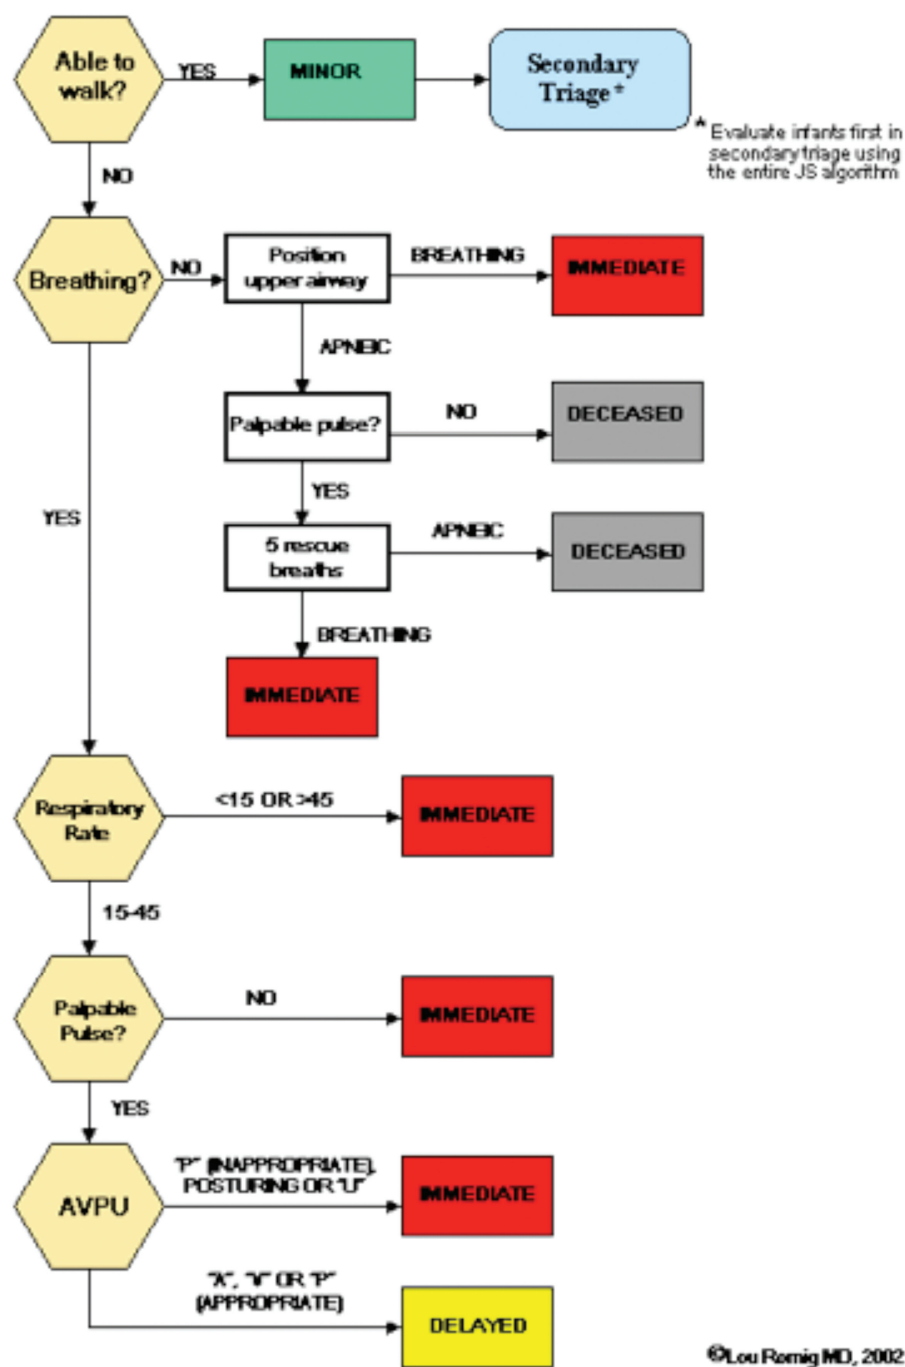 Able to
walk?
YES
MINOR
Secondary
Triage*
* Evaluate infants first in
secondary triage using
the entire JS algorithm
NO
Breathing?
NO
Position
upper airway
BREATHING
IMMEDIATE
APNEIC
Palpable pulse?
NO
DECEASED
YES
YES
5 rescue
breaths
APNEIC
DECEASED
BREATHING
IMMEDIATE
Respiratory
Rate
<15 OR >45
IMMEDIATE
15-45
Palpable
Pulse?
NO
IMMEDIATE
YES
AVPU
"P" (INAPPROPRIATE),
POSTURING OR "U"
IMMEDIATE
"A", "V" OR "P"
(APPROPRIATE)
DELAYED
©Lou Romig MD, 2002